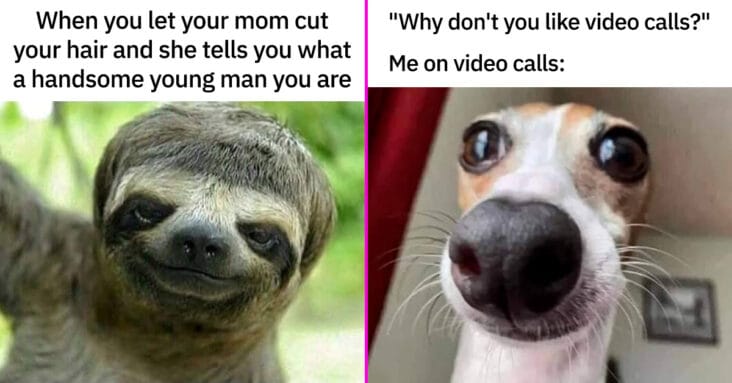 When you let your mom cut
your hair and she tells you what
a handsome young man you are
"Why don't you like video calls?"
Me on video calls: